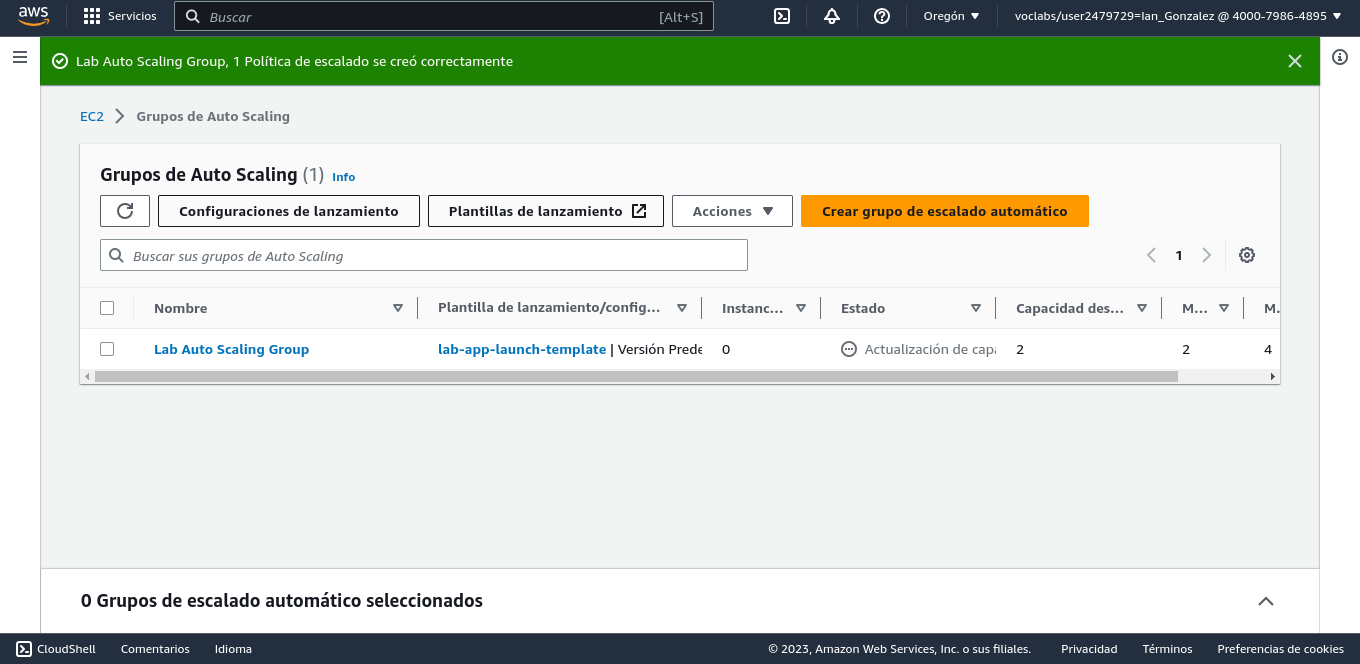 aws Servicios Buscar [Alt+S] Oregón voclabs/user2479729=Ian_Gonzalez @ 4000-7986-4895
Lab Auto Scaling Group, 1 Política de escalado se creó correctamente
EC2 Grupos de Auto Scaling
Grupos de Auto Scaling (1) Info
Configuraciones de lanzamiento Plantillas de lanzamiento Acciones Crear grupo de escalado automático
Buscar sus grupos de Auto Scaling 1
Nombre Plantilla de lanzamiento/config... Instanc... Estado Capacidad des... M... M.
Lab Auto Scaling Group lab-app-launch-template | Versión Prede 0 Actualización de capa 2 2 4
0 Grupos de escalado automático seleccionados
CloudShell Comentarios Idioma © 2023, Amazon Web Services, Inc. o sus filiales. Privacidad Términos Preferencias de cookies